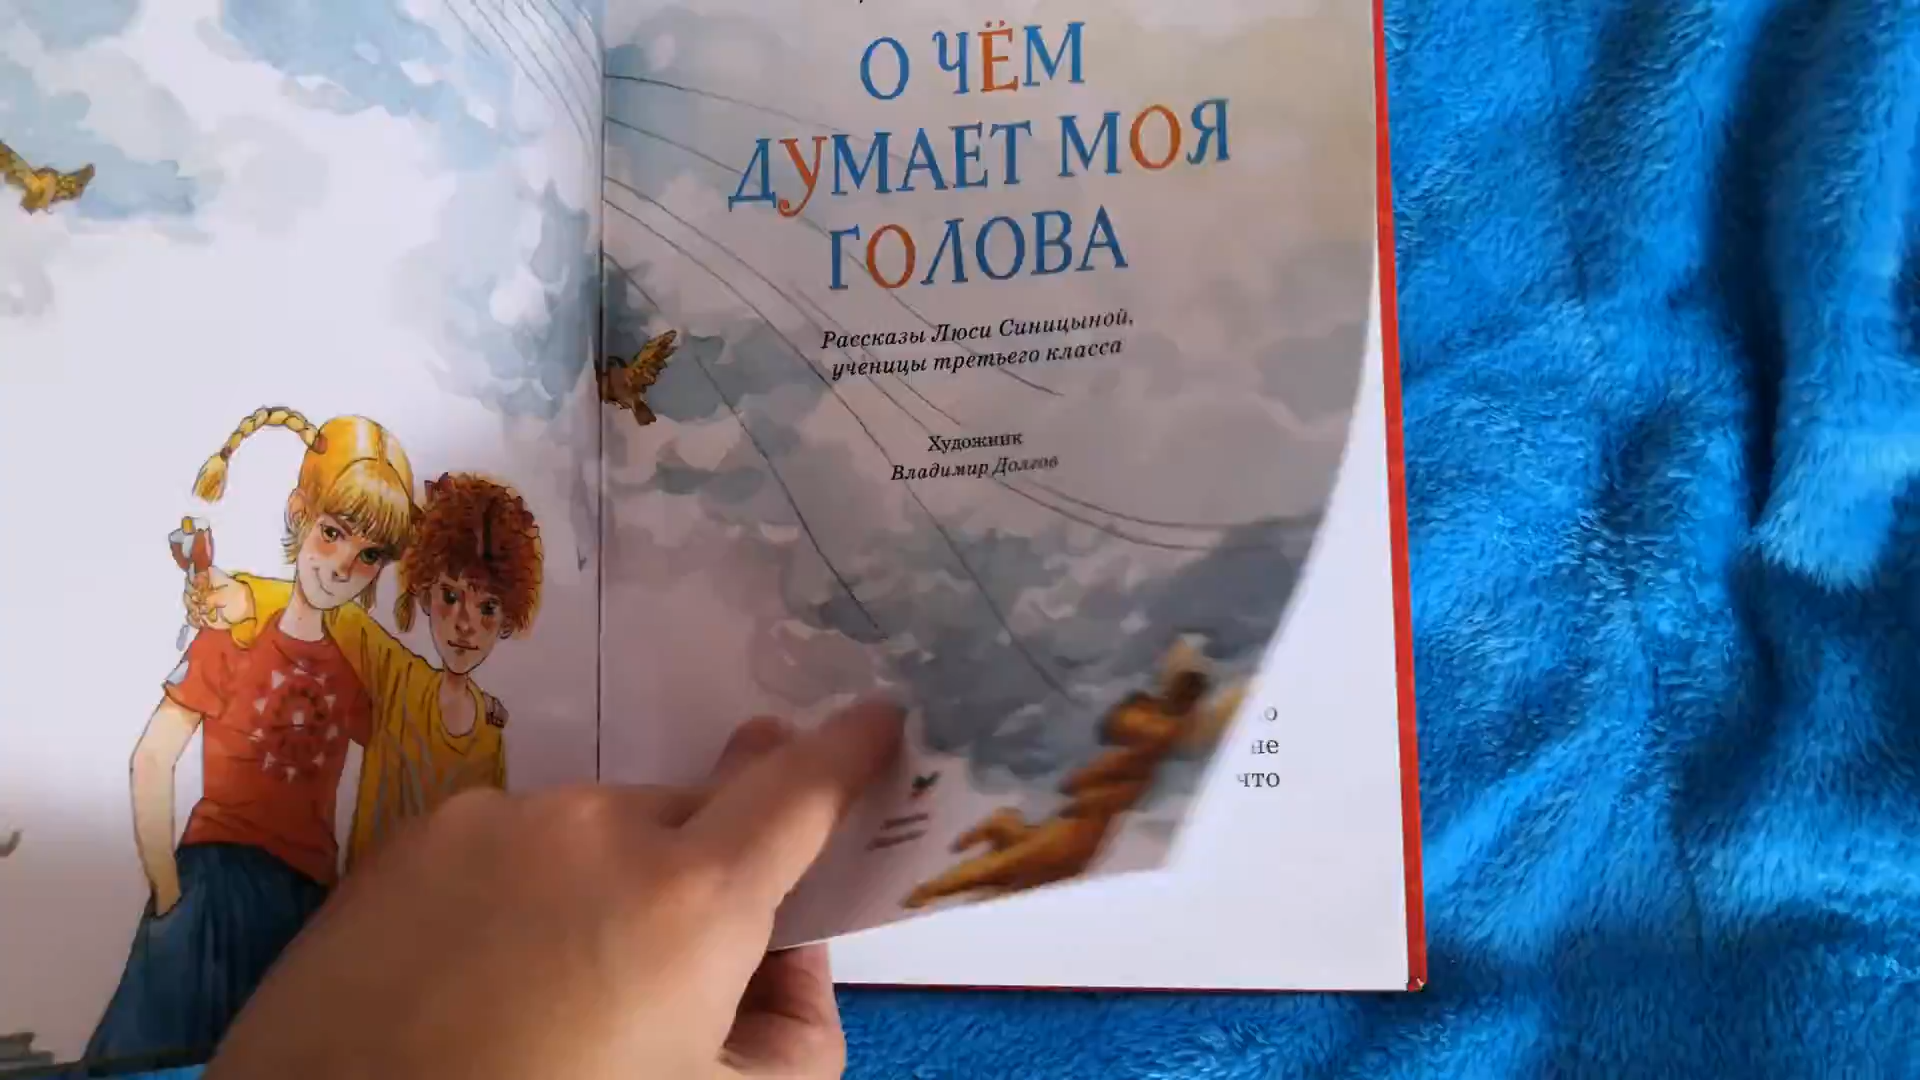 О ЧЁМ
ДУМАЕТ МОЯ
ГОЛОВА
Рассказы Люси Синицыной,
ученицы третьего класса
Художник
Владимир Долгов
не
что